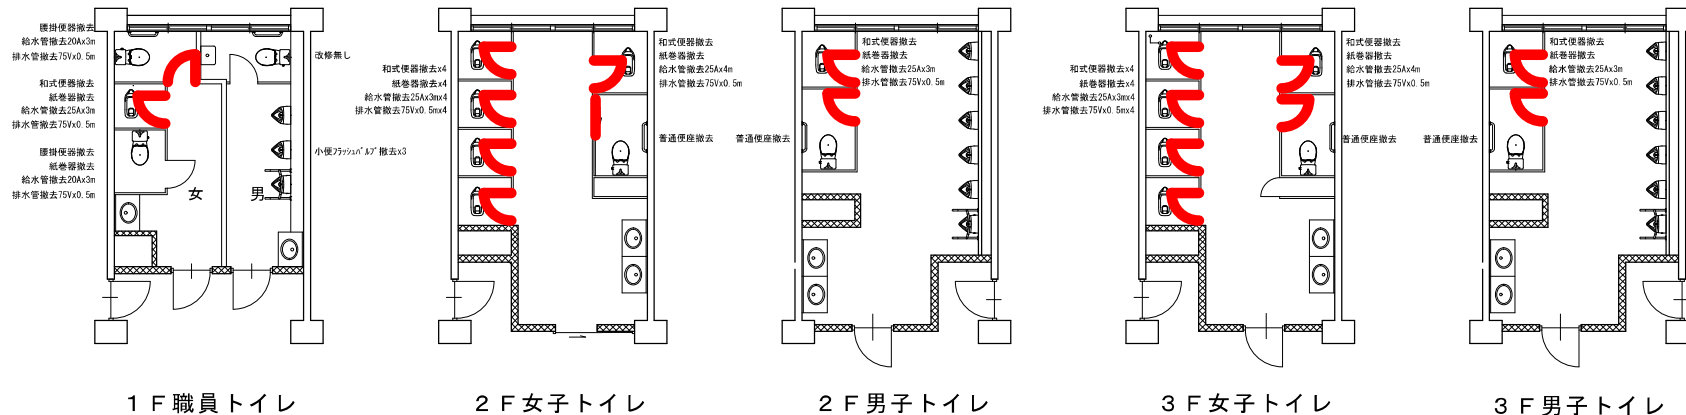 腰掛便器撤去
給水管撤去20Ax3m
排水管撤去75Vx0.5m
和式便器撤去
紙巻器撤去
給水管撤去25Ax3m
排水管撤去75Vx0.5m
腰掛便器撤去
紙巻器撤去
給水管撤去20Ax3m
排水管撤去75Vx0.5m
改修無し
小便フラッシュバルブ撤去x3
女
男
1F職員トイレ
和式便器撤去x4
紙巻器撤去x4
給水管撤去25Ax3mx4
排水管撤去75Vx0.5mx4
和式便器撤去
紙巻器撤去
給水管撤去25Ax4m
排水管撤去75Vx0.5m
普通便座撤去
2F女子トイレ
和式便器撤去
紙巻器撤去
給水管撤去25Ax3m
排水管撤去75Vx0.5m
普通便座撤去
2F男子トイレ
和式便器撤去x4
紙巻器撤去x4
給水管撤去25Ax3mx4
排水管撤去75Vx0.5mx4
和式便器撤去
紙巻器撤去
給水管撤去25Ax4m
排水管撤去75Vx0.5m
普通便座撤去
3F女子トイレ
和式便器撤去
紙巻器撤去
給水管撤去25Ax3m
排水管撤去75Vx0.5m
普通便座撤去
3F男子トイレ